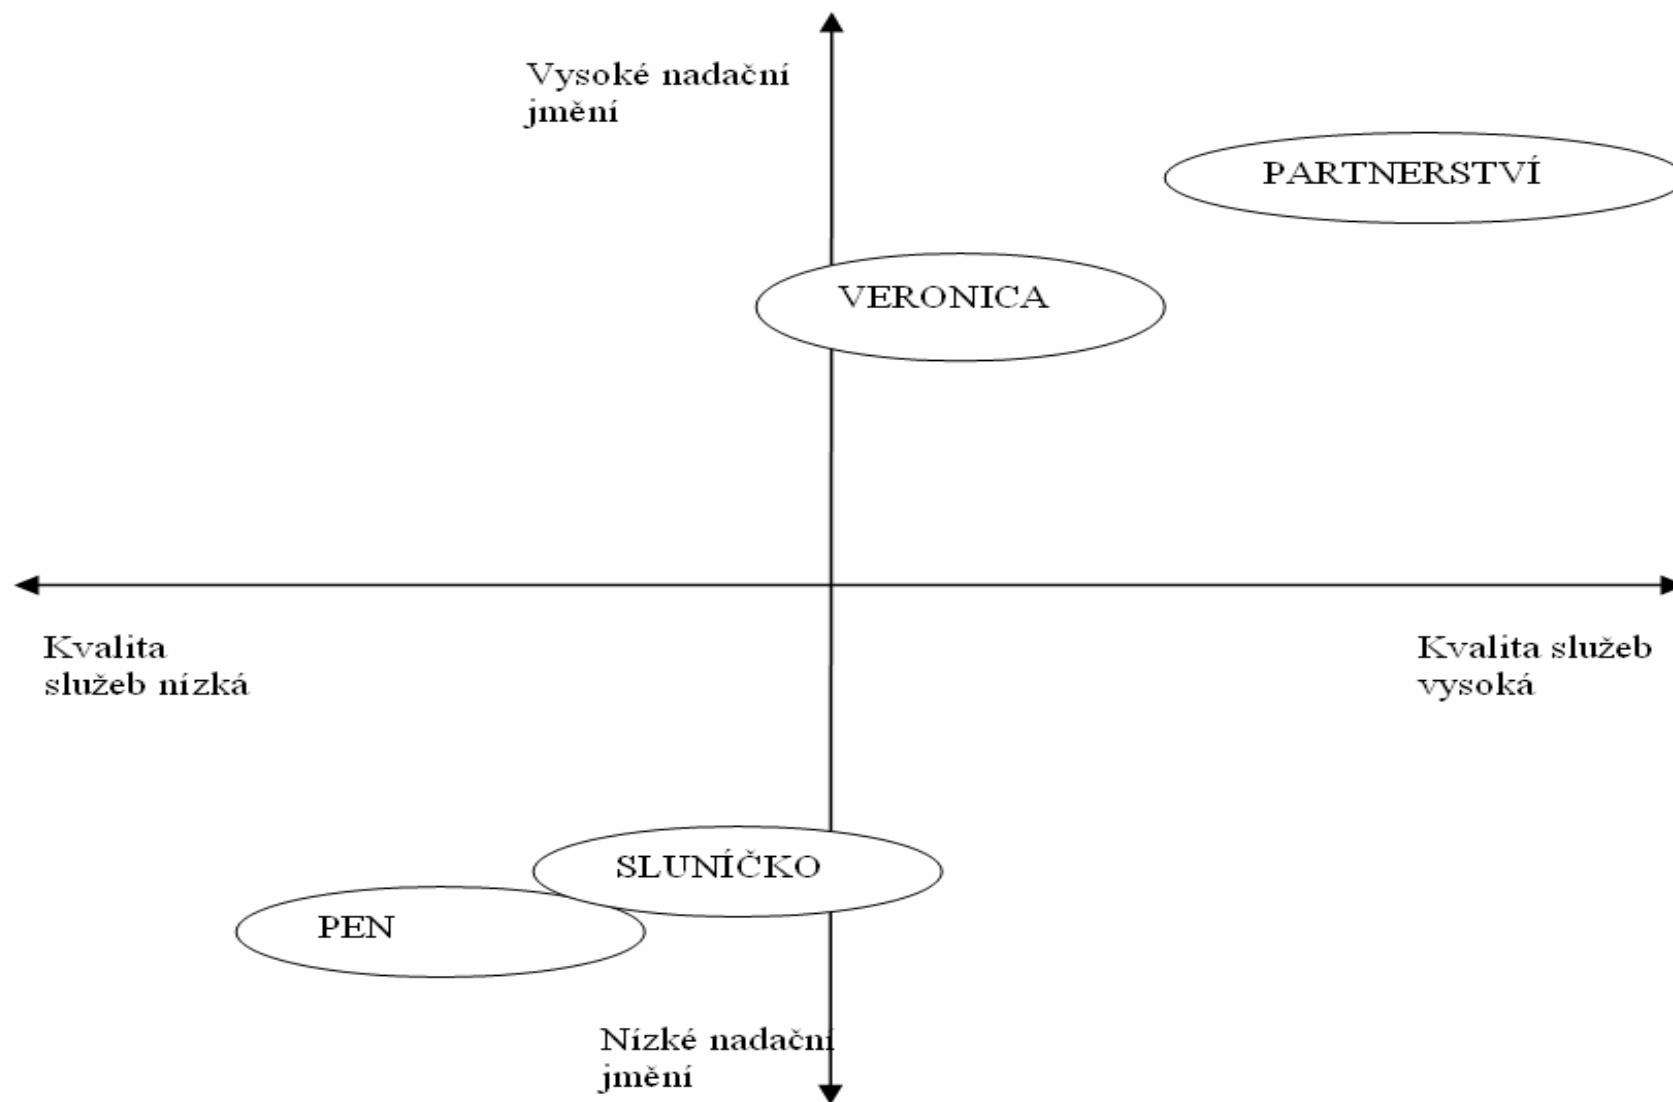 Vysoké nadační
jmění
PARTNERSTVÍ
VERONICA
Kvalita
služeb nízká
Kvalita služeb
vysoká
SLUNÍČKO
PEN
Nízké nadační
jmění